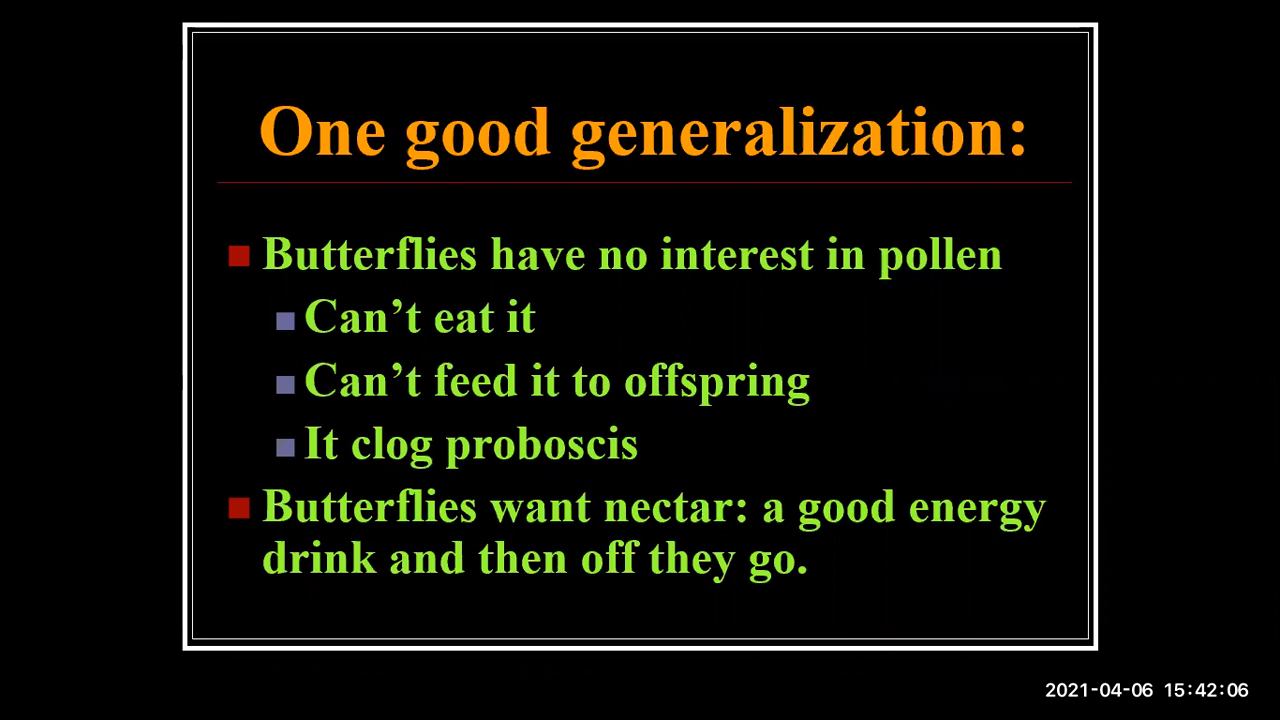 One good generalization:
Butterflies have no interest in pollen
Can’t eat it
Can’t feed it to offspring
It clog proboscis
Butterflies want nectar: a good energy
drink and then off they go.
2021-04-06 15:42:06